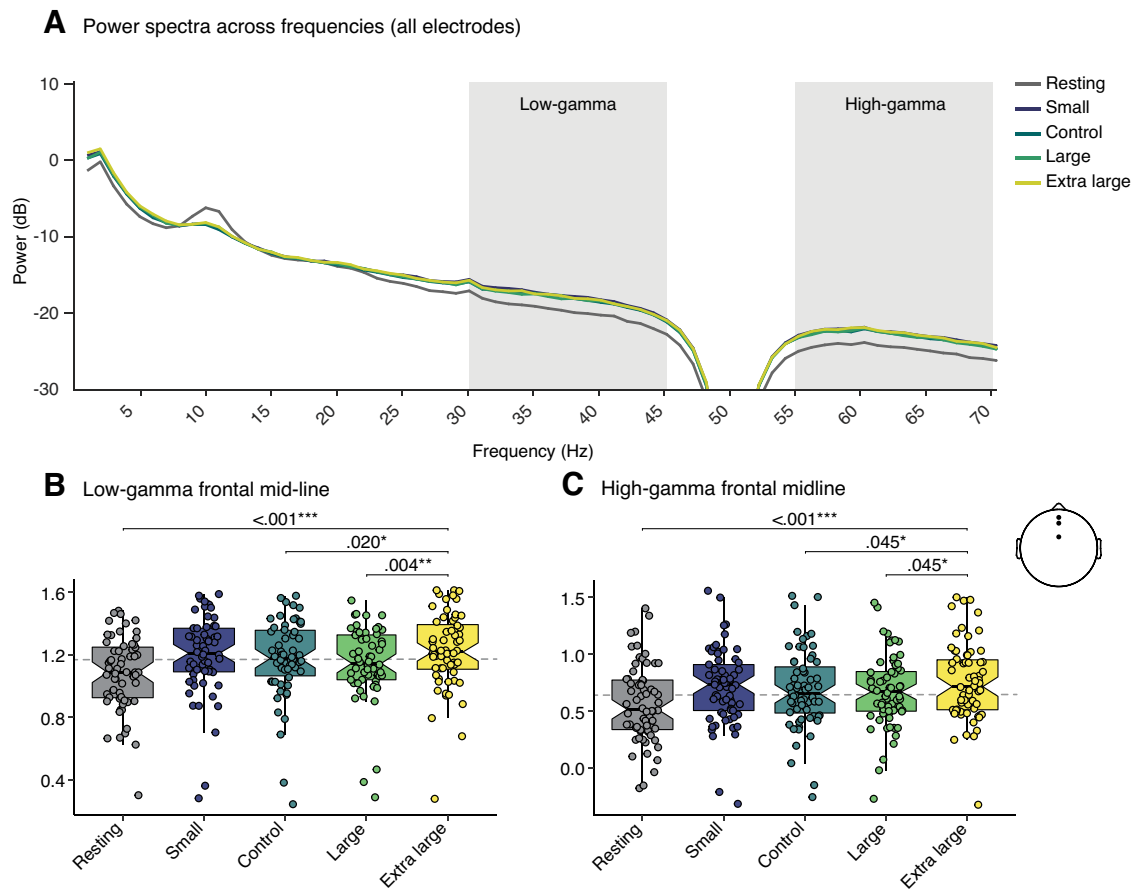 A Power spectra across frequencies (all electrodes)
10
0
-10
-20
-30
Power (dB)
Low-gamma
High-gamma
Resting
Small
Control
Large
Extra large
5 10 15 20 25 30 35 40 45 50 55 60 65 70
Frequency (Hz)
B Low-gamma frontal mid-line
<.001***
.020*
.004**
1.6
1.2
0.8
0.4
Resting Small Control Large Extra large
C High-gamma frontal midline
<.001***
.045*
.045*
1.5
1.0
0.5
0.0
Resting Small Control Large Extra large